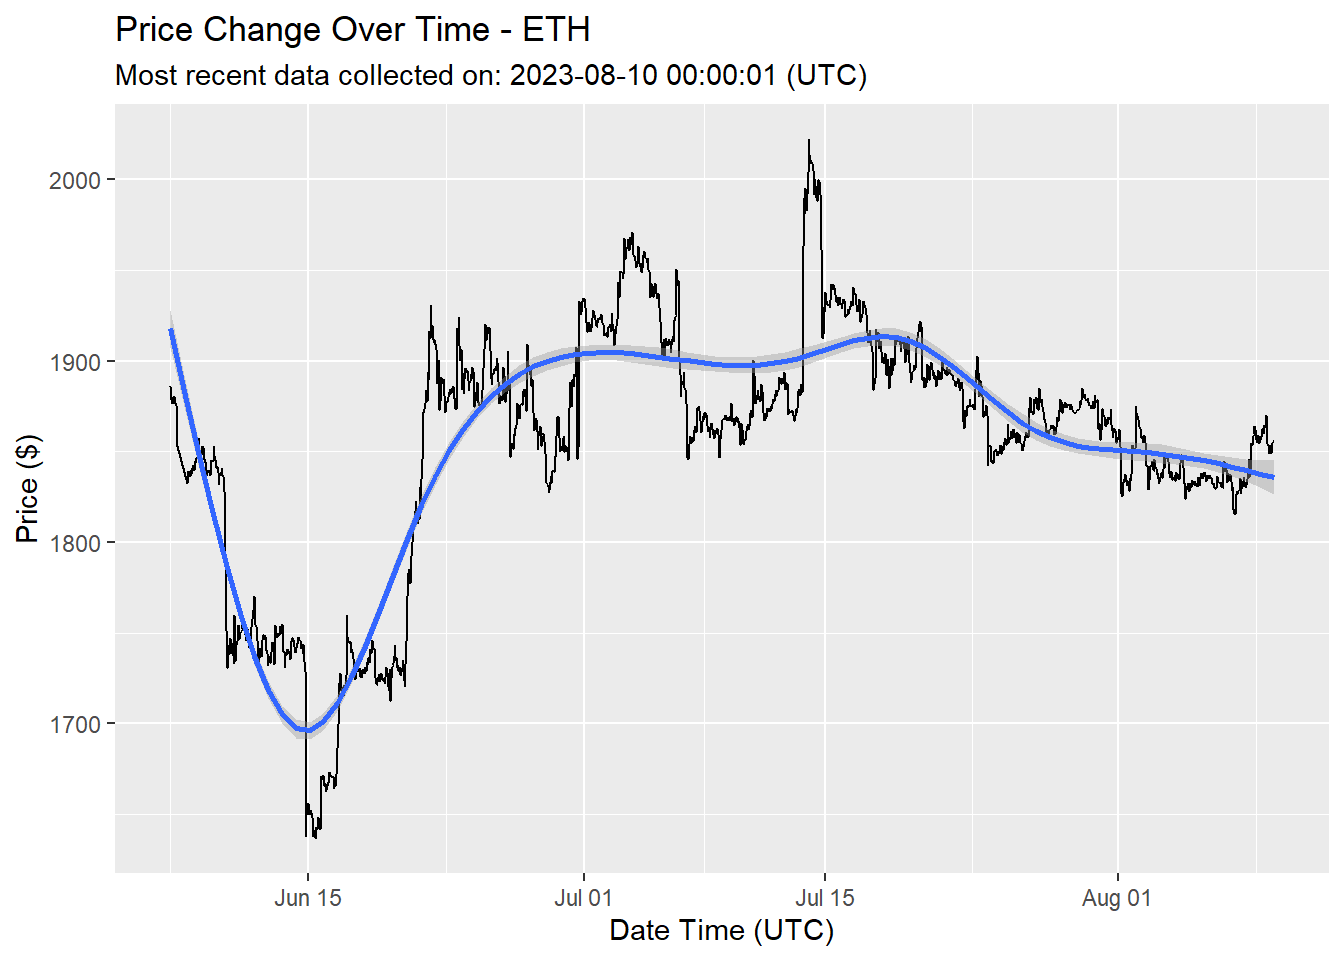 Price Change Over Time - ETH
Most recent data collected on: 2023-08-10 00:00:01 (UTC)
Price ($)
2000
1900
1800
1700
Jun 15
Jul 01
Jul 15
Aug 01
Date Time (UTC)